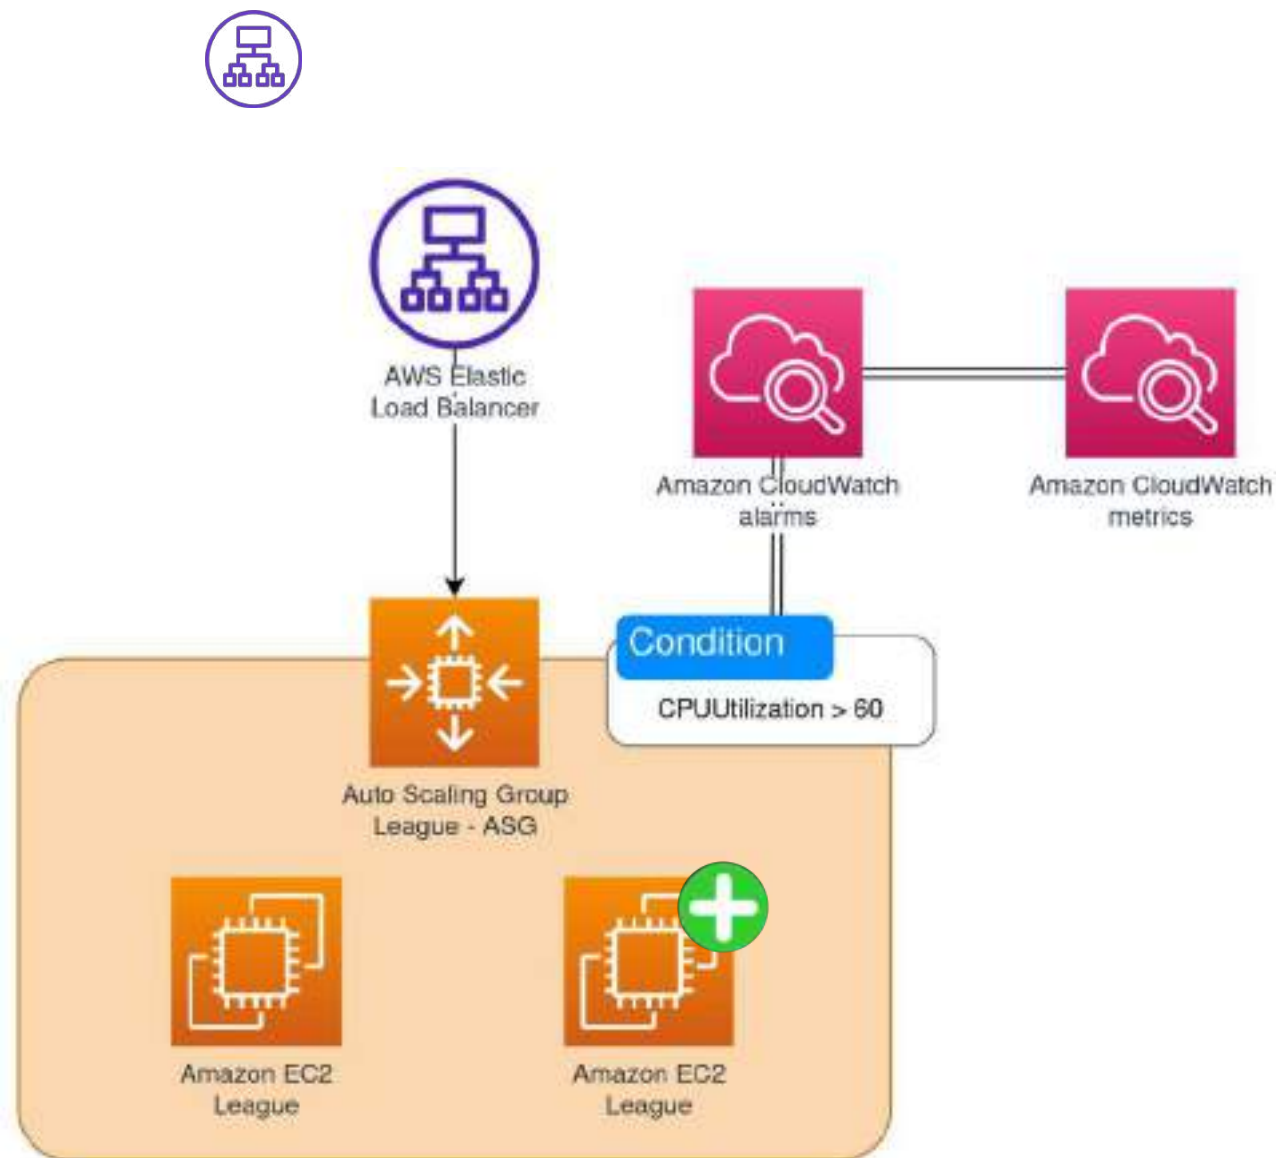 AWS Elastic
Load Balancer
Amazon CloudWatch
alarms
Amazon CloudWatch
metrics
Condition
CPUUtilization > 60
Auto Scaling Group
League - ASG
Amazon EC2
League
Amazon EC2
League